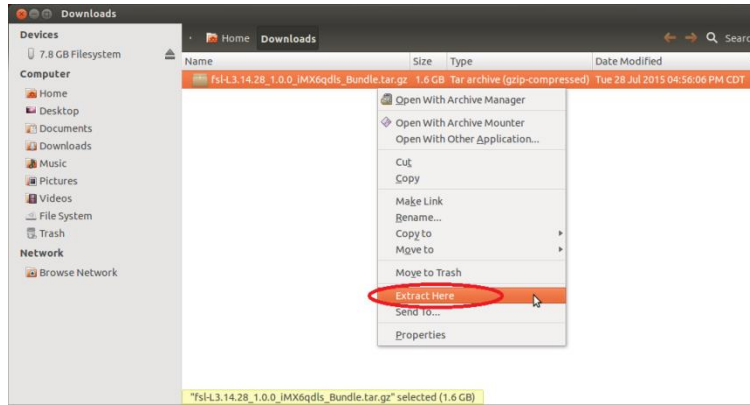 Downloads
Devices
7.8 GB Filesystem
Computer
Home
Desktop
Documents
Downloads
Music
Pictures
Videos
File System
Trash
Network
Browse Network
Home Downloads
Searc
Name Size Type Date Modified
fsl-L3.14.28_1.0.0_iMX6qdls_Bundle.tar.gz 1.6 GB Tar archive (gzip-compressed) Tue 28 Jul 2015 04:56:06 PM CDT
Open With Archive Manager
Open With Archive Mounter
Open With Other Application...
Cut
Copy
Make Link
Rename...
Copy to
Move to
Move to Trash
Extract Here
Send To...
Properties
"fsl-L3.14.28_1.0.0_iMX6qdls_Bundle.tar.gz" selected (1.6 GB)